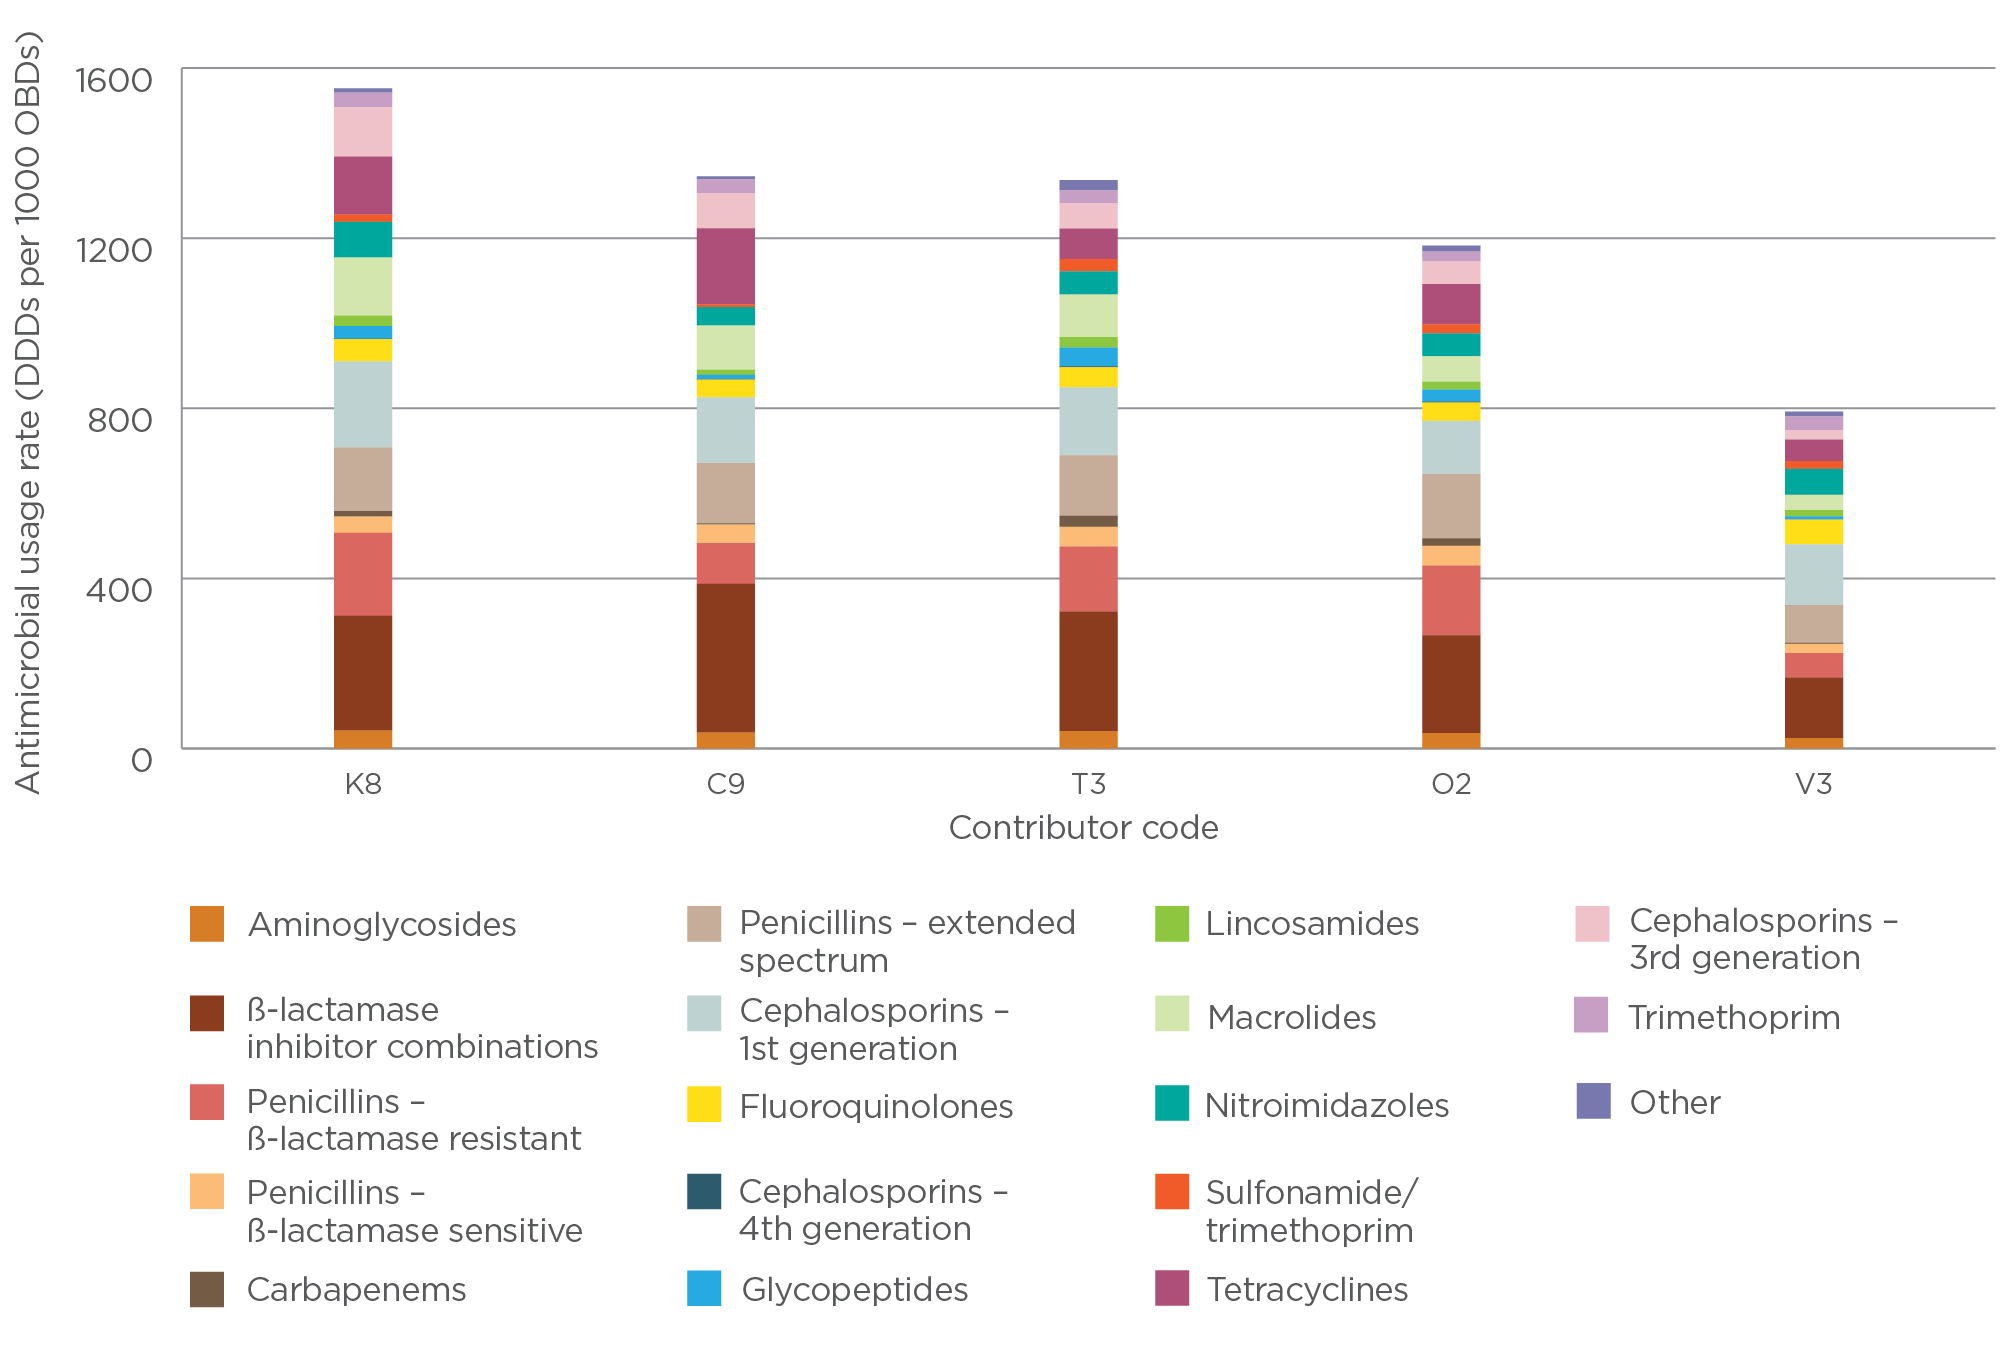 Antimicrobial usage rate (DDDs per 1000 OBDs)
1600
1200
800
400
0
K8
C9
T3
O2
V3
Contributor code
Aminoglycosides
ß-lactamase
inhibitor combinations
Penicillins –
ß-lactamase resistant
Penicillins –
ß-lactamase sensitive
Carbapenems
Penicillins – extended
spectrum
Cephalosporins –
1st generation
Fluoroquinolones
Cephalosporins –
4th generation
Glycopeptides
Lincosamides
Macrolides
Nitroimidazoles
Sulfonamide/
trimethoprim
Tetracyclines
Cephalosporins –
3rd generation
Trimethoprim
Other